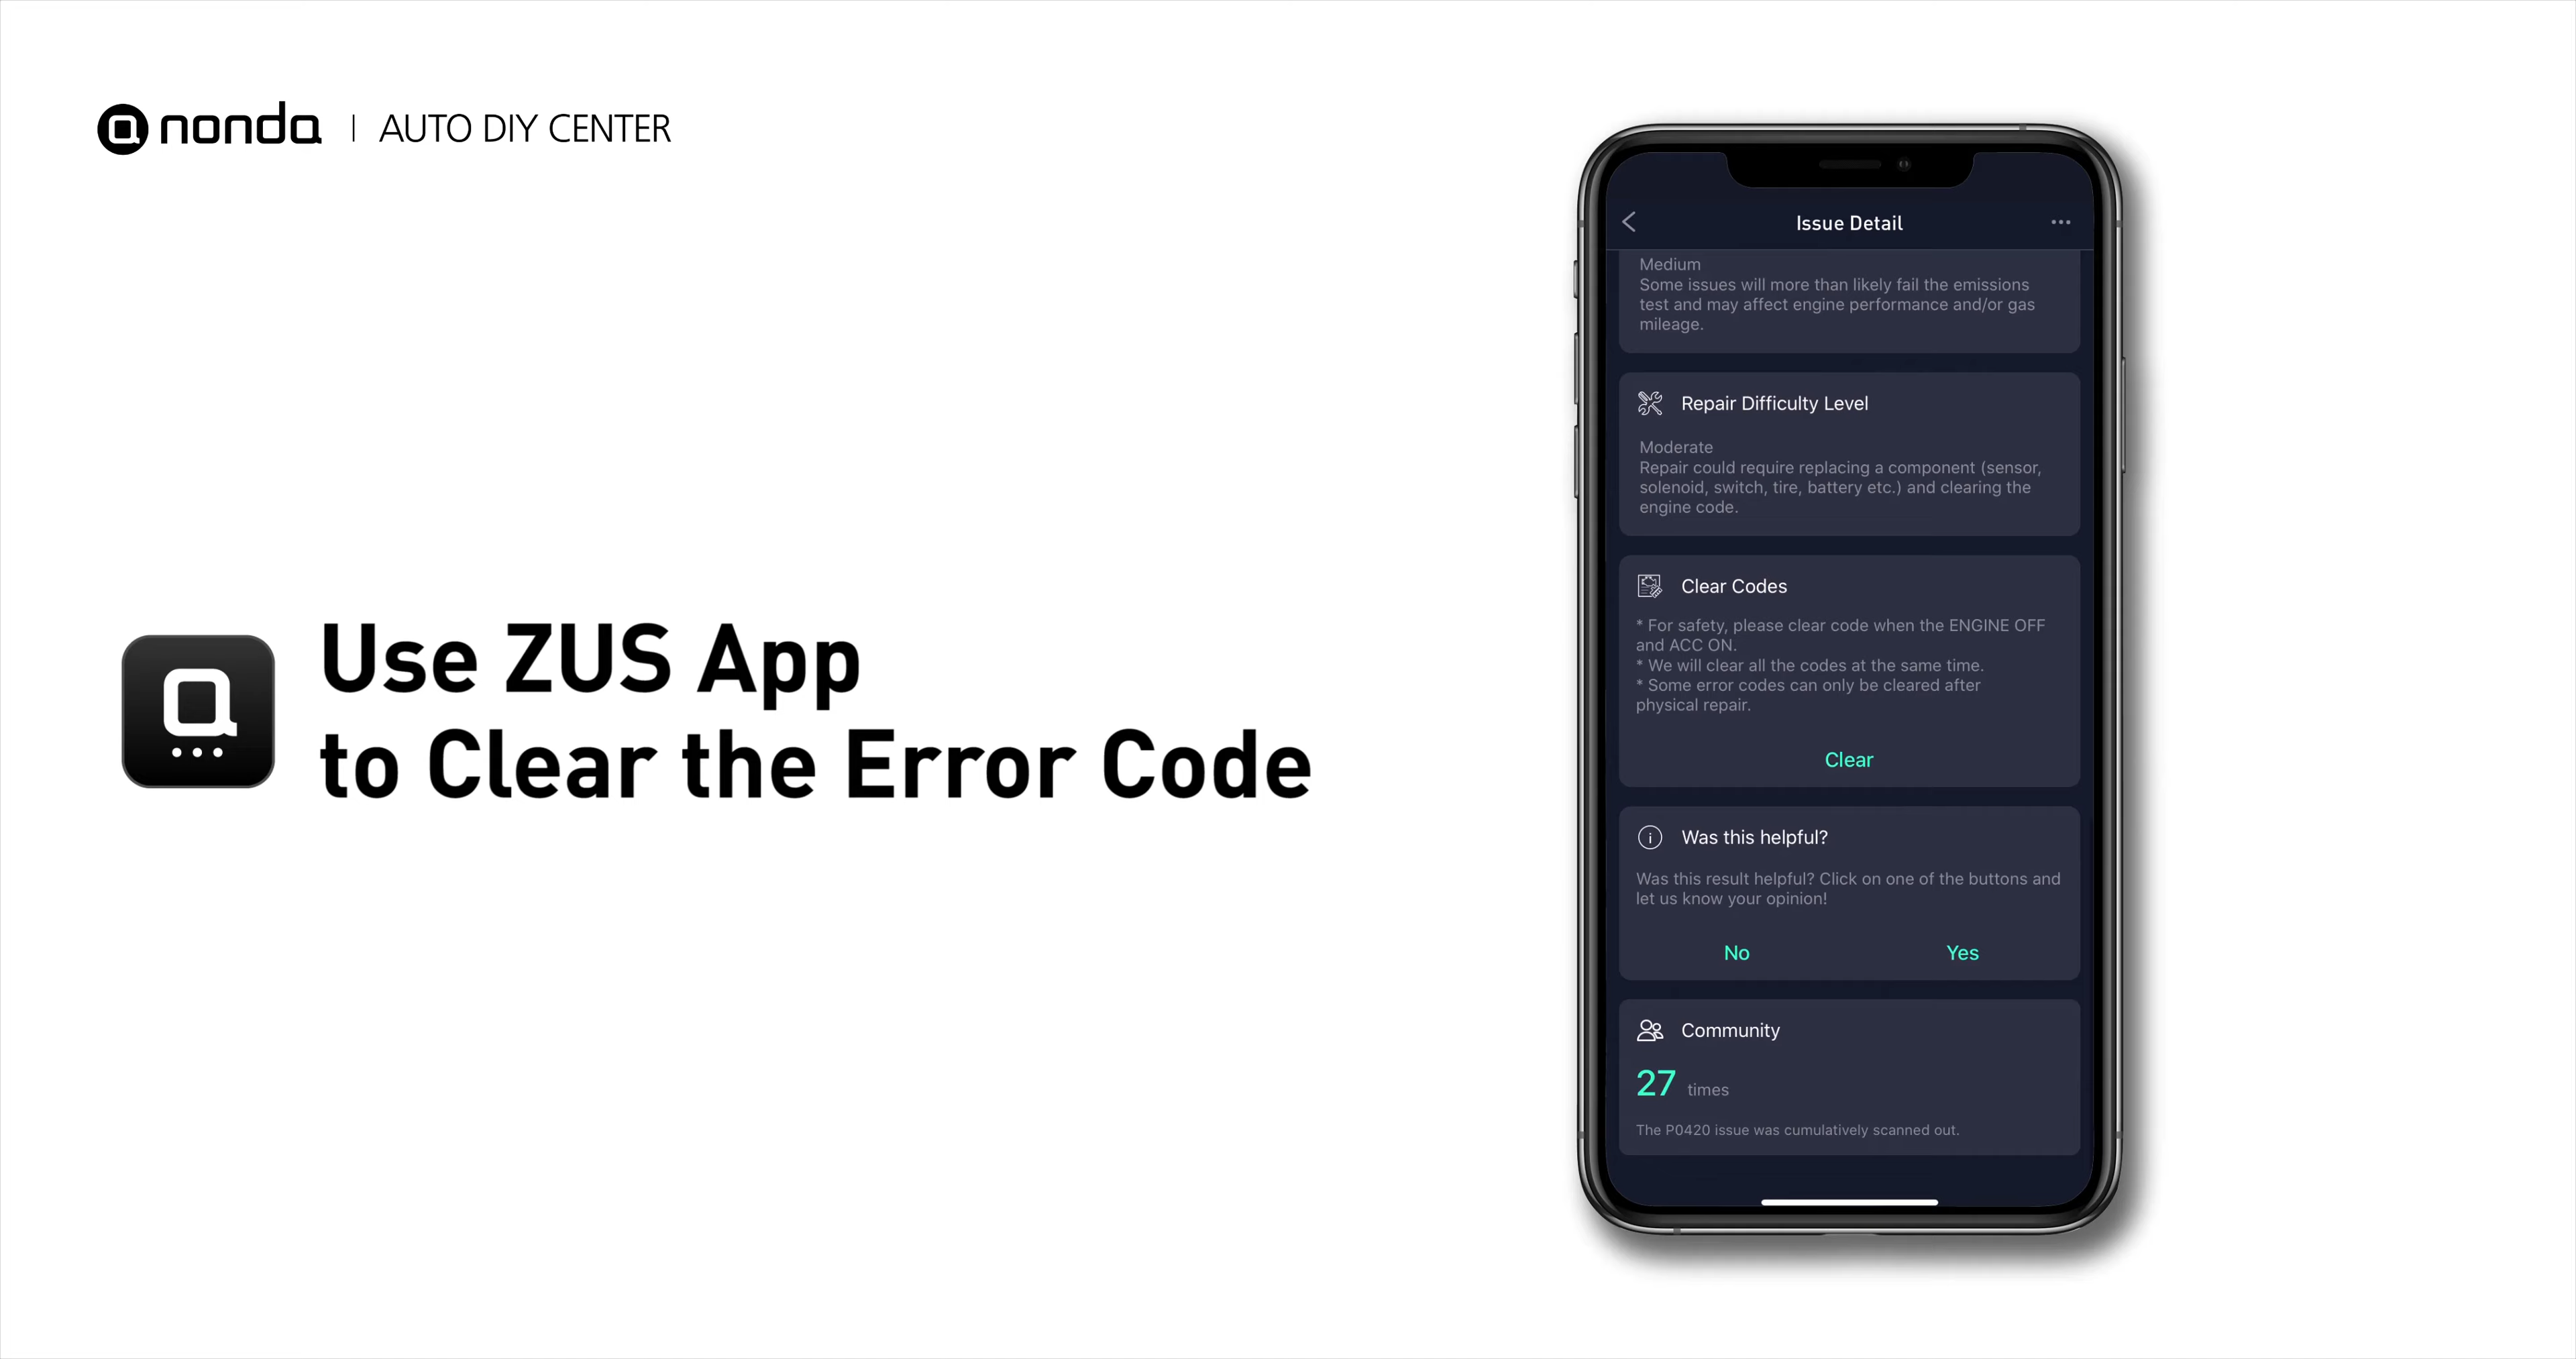 nonda | AUTO DIY CENTER
Use ZUS App
to Clear the Error Code
Issue Detail
Medium
Some issues will more than likely fail the emissions
test and may affect engine performance and/or gas
mileage.
Repair Difficulty Level
Moderate
Repair could require replacing a component (sensor,
solenoid, switch, tire, battery etc.) and clearing the
engine code.
Clear Codes
* For safety, please clear code when the ENGINE OFF
and ACC ON.
* We will clear all the codes at the same time.
* Some error codes can only be cleared after
physical repair.
Clear
Was this helpful?
Was this result helpful? Click on one of the buttons and
let us know your opinion!
No Yes
Community
27 times
The P0420 issue was cumulatively scanned out.